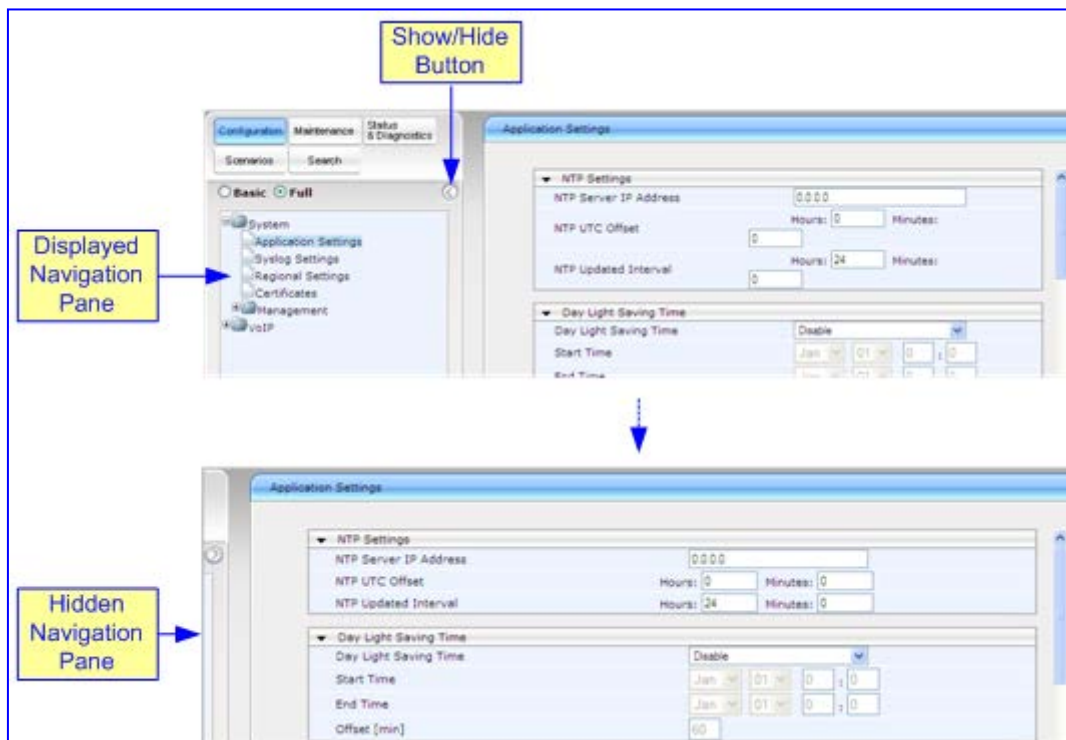 Show/Hide
Button
Configuration Maintenance Status
& Diagnostics
Scenarios Search
Basic Full
System
Application Settings
Syslog Settings
Regional Settings
Certificates
Management
VoIP
Displayed
Navigation
Pane
Application Settings
NTP Settings
NTP Server IP Address 0.0.0.0
NTP UTC Offset Hours: 0 Minutes:
0
NTP Updated Interval Hours: 24 Minutes:
0
Day Light Saving Time
Day Light Saving Time Disable
Start Time Jan 01 0 : 0
End Time Jan 01 0 : 0
Application Settings
NTP Settings
NTP Server IP Address 0.0.0.0
NTP UTC Offset Hours: 0 Minutes: 0
NTP Updated Interval Hours: 24 Minutes: 0
Hidden
Navigation
Pane
Day Light Saving Time
Day Light Saving Time Disable
Start Time Jan 01 0 : 0
End Time Jan 01 0 : 0
Offset [min] 60